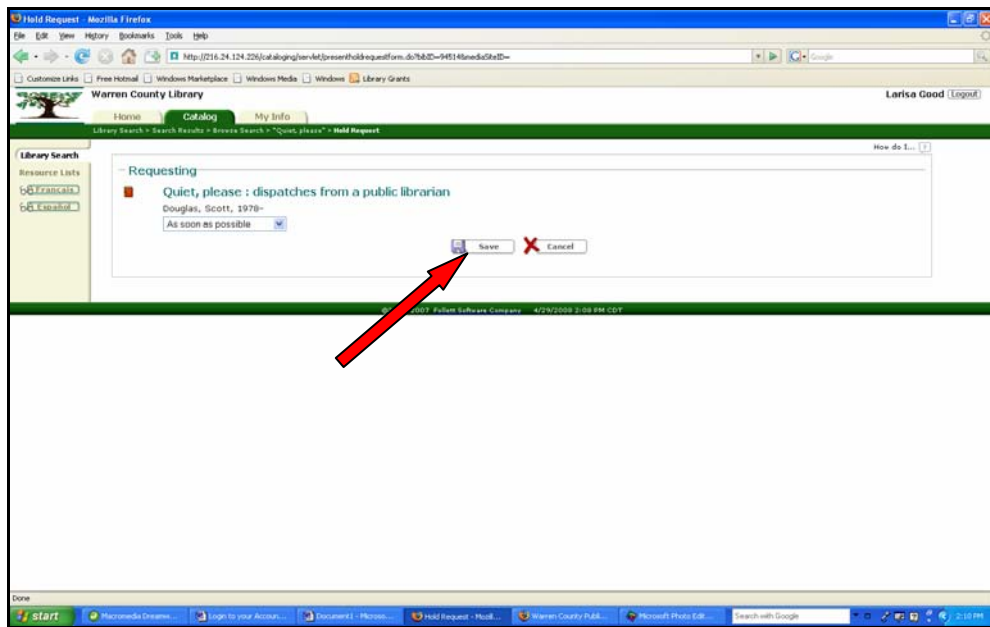 Hold Request - Mozilla Firefox
File Edit View History Bookmarks Tools Help
http://216.24.124.226/cataloging/servlet/presentholdrequestform.do?bibID=94514&mediaSiteID=
Google
Customize Links Free Hotmail Windows Marketplace Windows Media Windows Library Grants
Warren County Library
Larisa Good Logout
Home Catalog My Info
Library Search > Search Results > Browse Search > "Quiet, please" > Hold Request
How do I...
Library Search
Resource Lists
Francais
Español
Requesting
Quiet, please : dispatches from a public librarian
Douglas, Scott, 1978-
As soon as possible
Save Cancel
2007 Follett Software Company 4/29/2008 2:08 PM CDT
Done
start Macromedia Dreamw... Login to your Accoun... Document1 - Microso... Hold Request - Mozill... Warren County Publi... Microsoft Photo Edit... Search with Google 2:10 PM